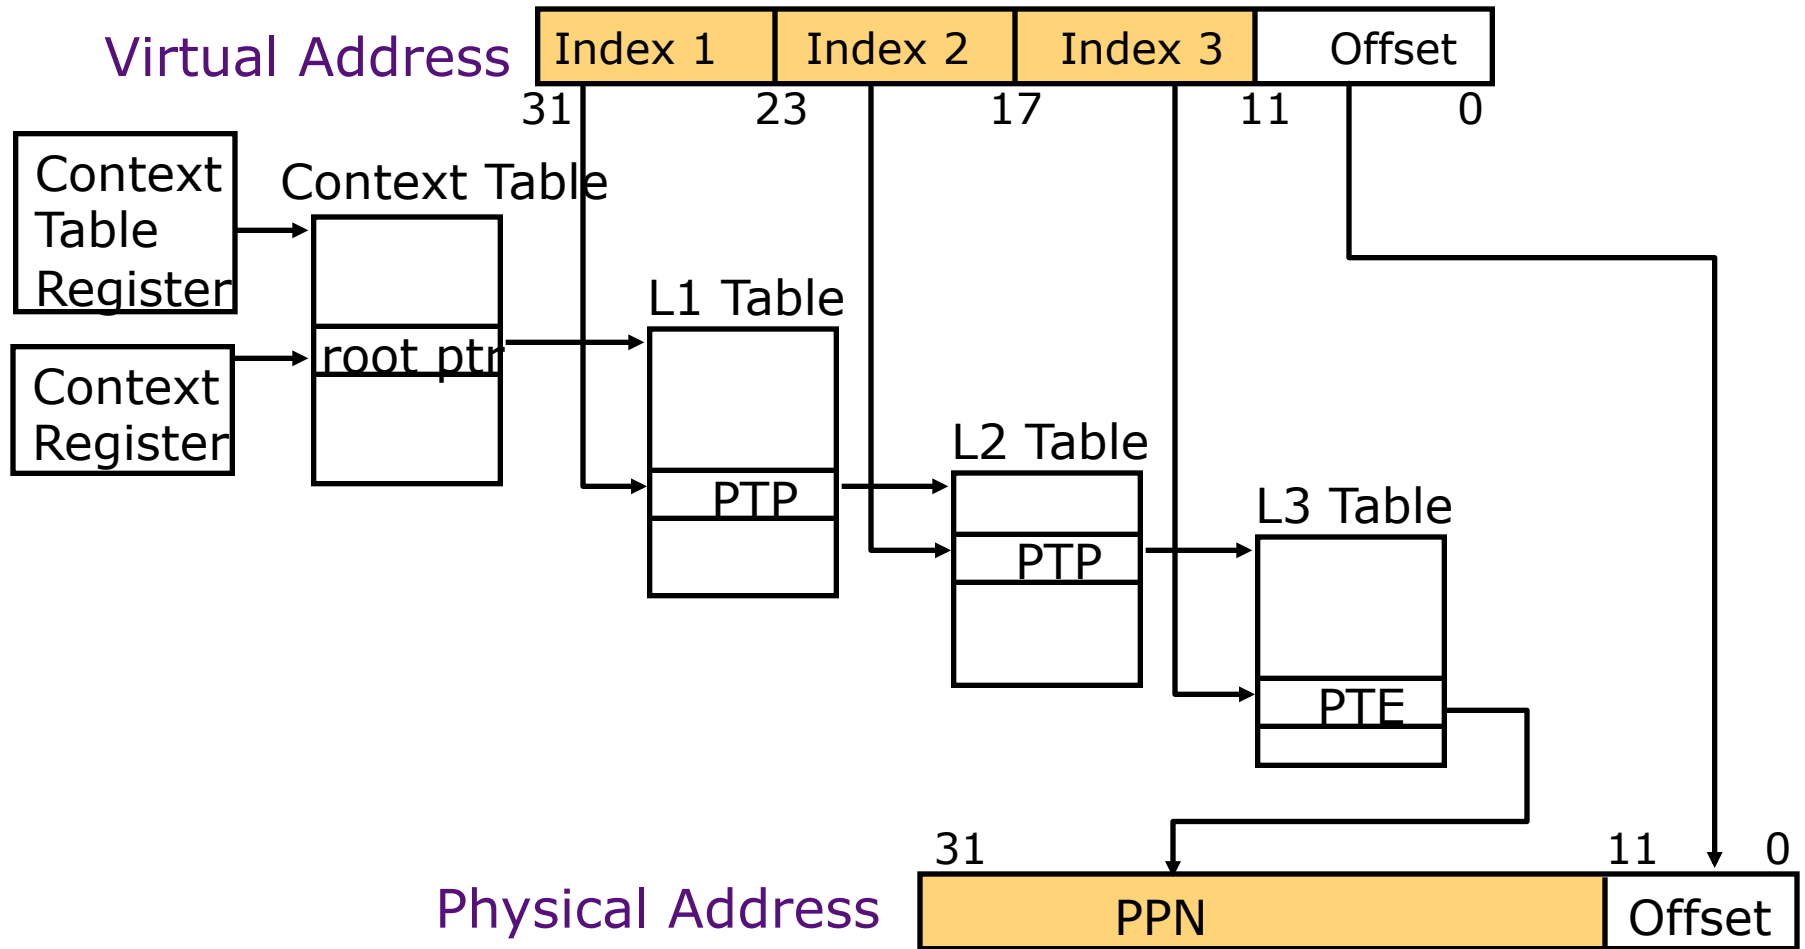 Virtual Address
Index 1
Index 2
Index 3
Offset
31
23
17
11
0
Context
Table
Register
Context Table
root ptr
Context
Register
L1 Table
PTP
L2 Table
PTP
L3 Table
PTE
31
11
0
Physical Address
PPN
Offset